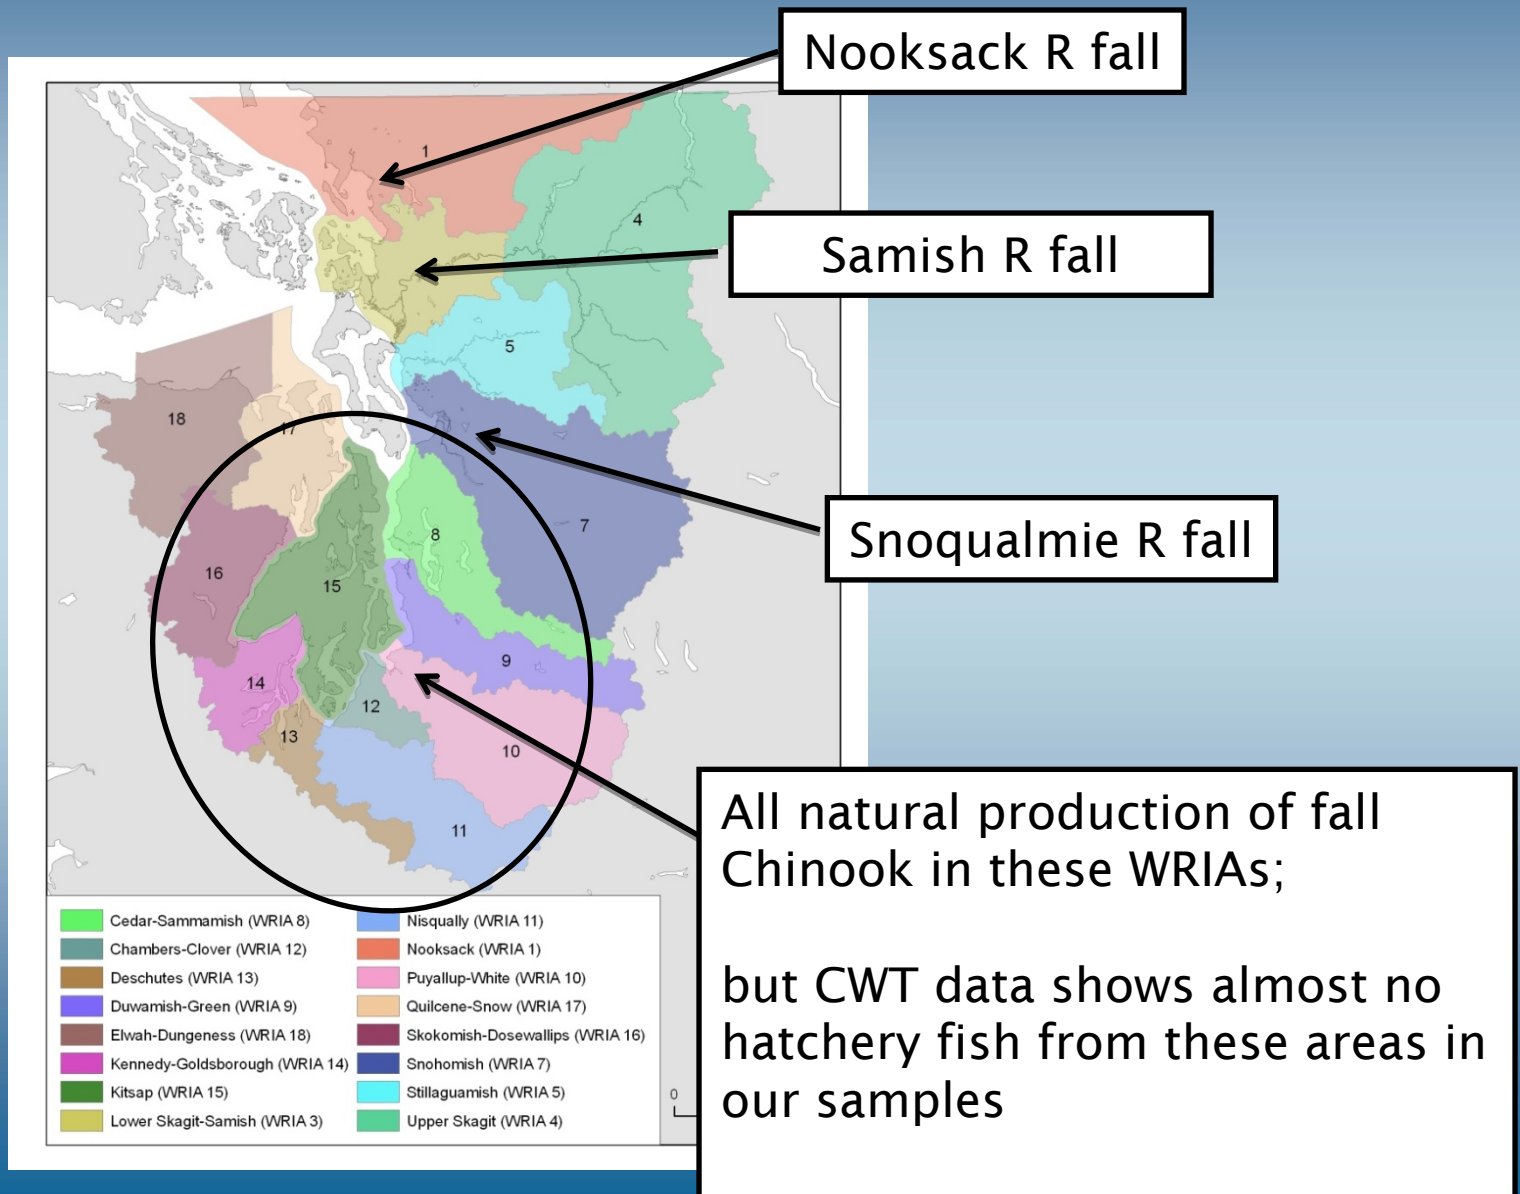 Nooksack R fall
1
4
Samish R fall
5
18
17
7
8
Snoqualmie R fall
16
15
9
14
12
13
10
11
All natural production of fall
Chinook in these WRIAs;
but CWT data shows almost no
hatchery fish from these areas in
our samples
Cedar-Sammamish (WRIA 8)
Chambers-Clover (WRIA 12)
Deschutes (WRIA 13)
Duwamish-Green (WRIA 9)
Elwah-Dungeness (WRIA 18)
Kennedy-Goldsborough (WRIA 14)
Kitsap (WRIA 15)
Lower Skagit-Samish (WRIA 3)
Nisqually (WRIA 11)
Nooksack (WRIA 1)
Puyallup-White (WRIA 10)
Quilcene-Snow (WRIA 17)
Skokomish-Dosewallips (WRIA 16)
Snohomish (WRIA 7)
Stillaguamish (WRIA 5)
Upper Skagit (WRIA 4)
0